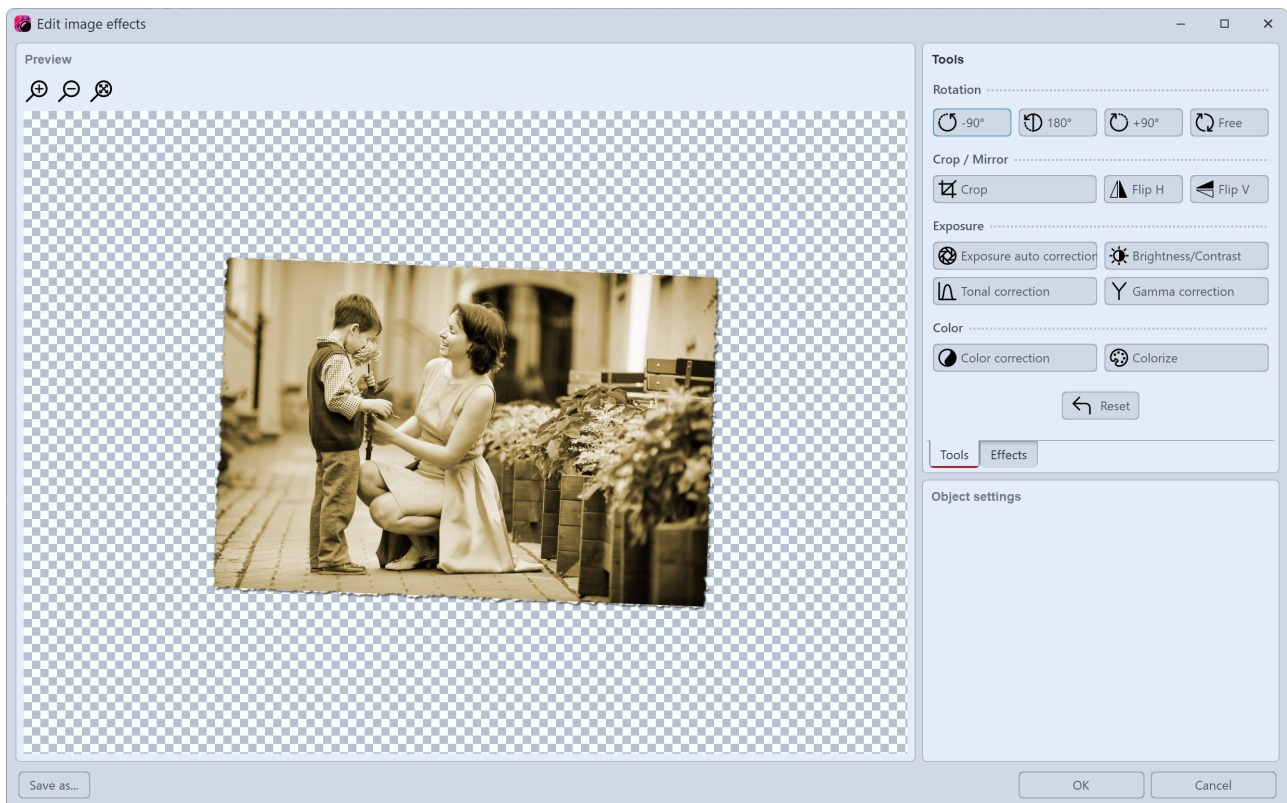 Edit image effects
Preview
Tools
Rotation
-90° 180° +90° Free
Crop / Mirror
Crop Flip H Flip V
Exposure
Exposure auto correction Brightness/Contrast
Tonal correction Gamma correction
Color
Color correction Colorize
Reset
Tools Effects
Object settings
Save as... OK Cancel